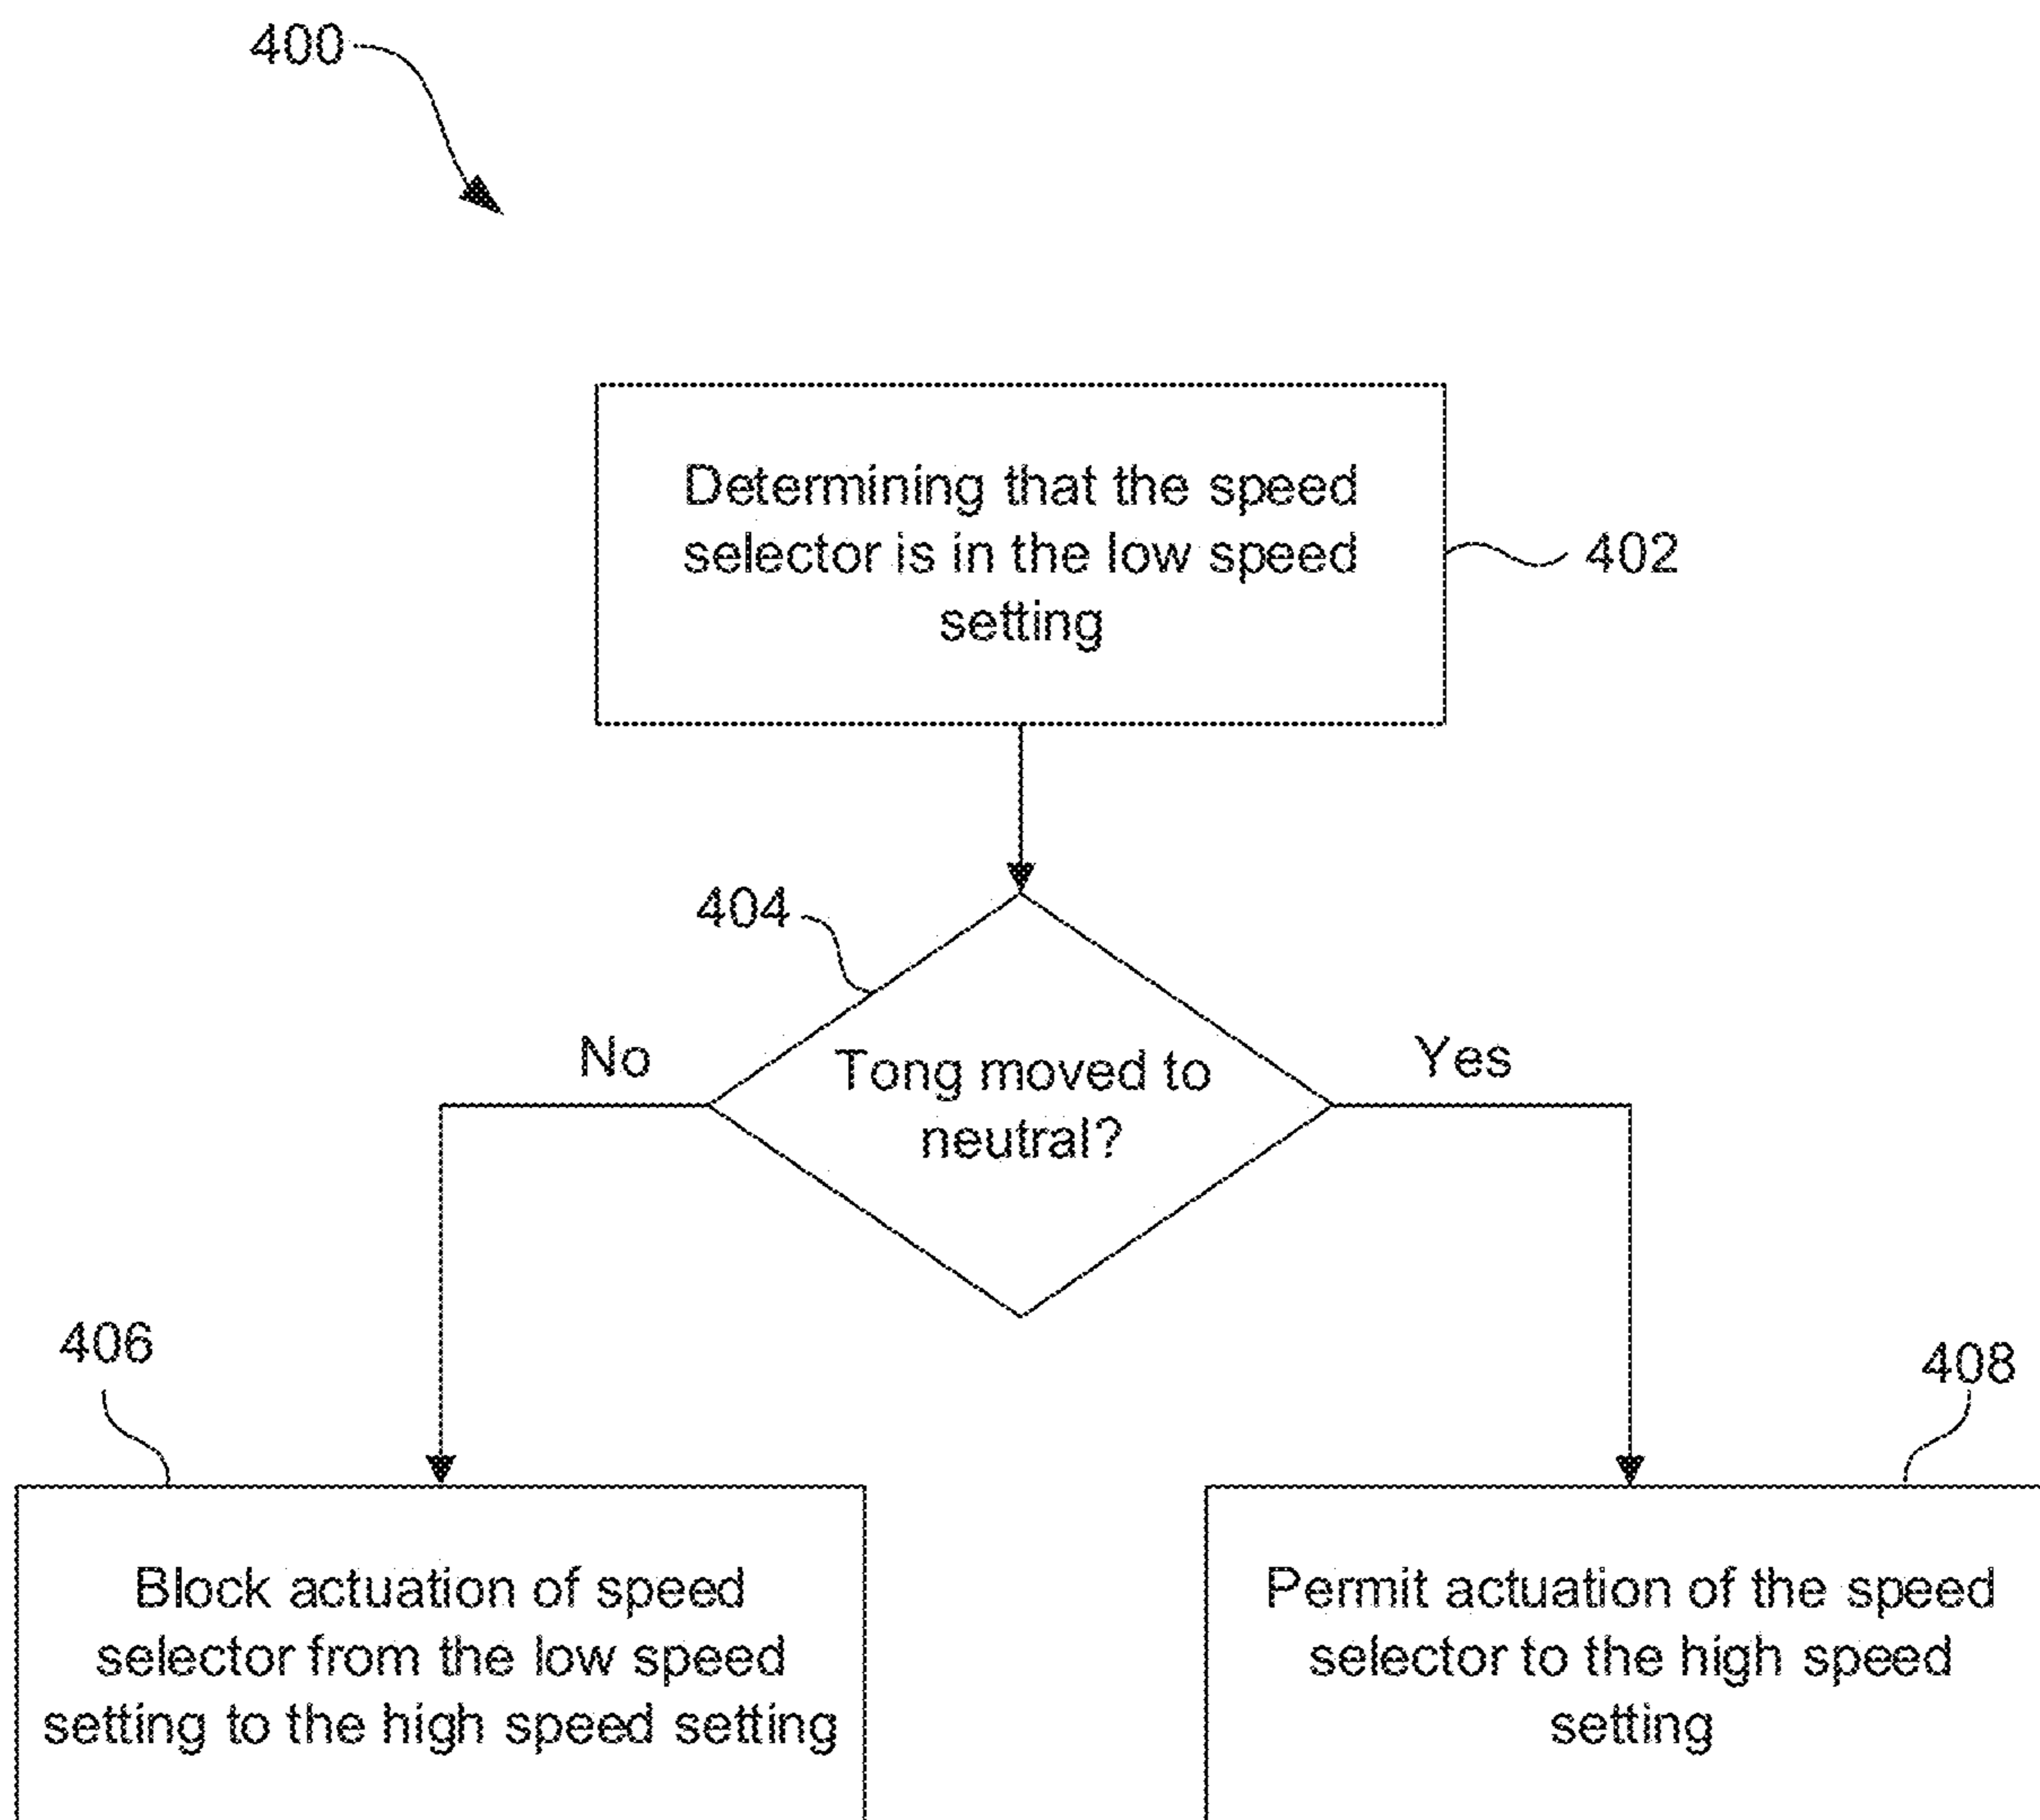 400
Determining that the speed
selector is in the low speed
setting
402
404
No
Tong moved to
neutral?
Yes
406
408
Block actuation of speed
selector from the low speed
setting to the high speed setting
Permit actuation of the speed
selector to the high speed
setting